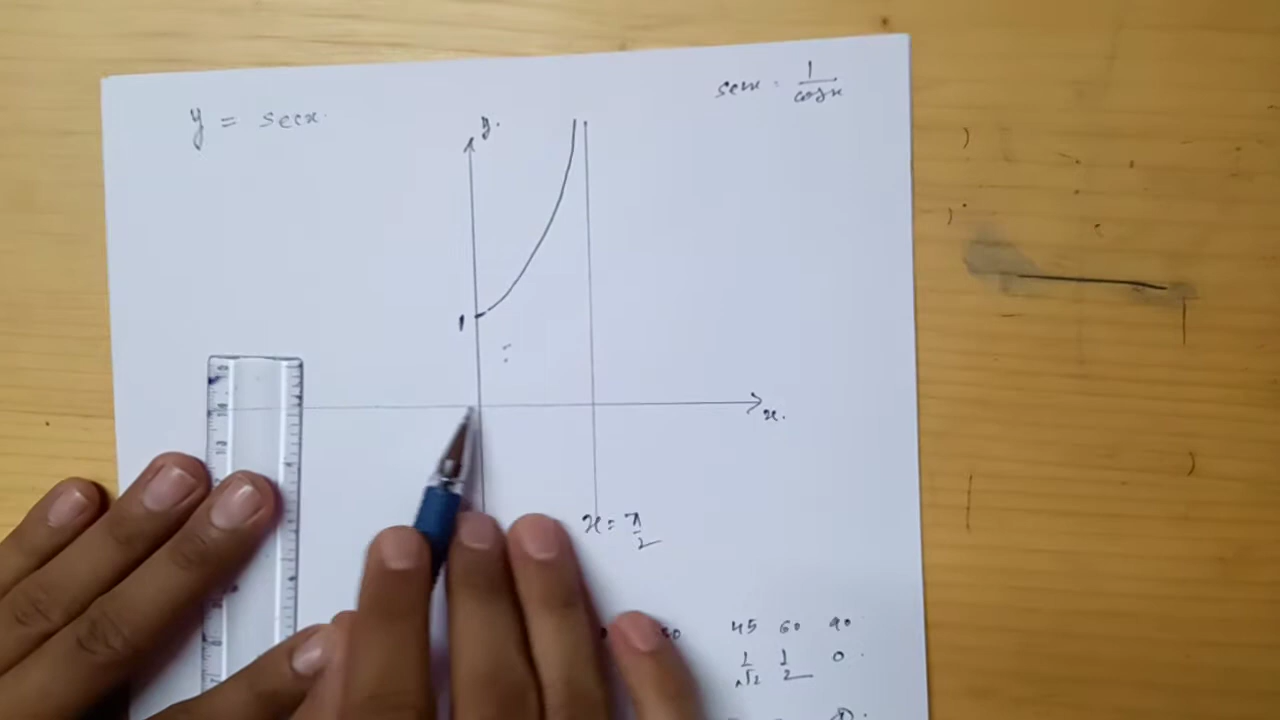 y = secx
secx = 1/cosx
y
1
x
x = π/2
45 60 90
1/√2 1/2 0